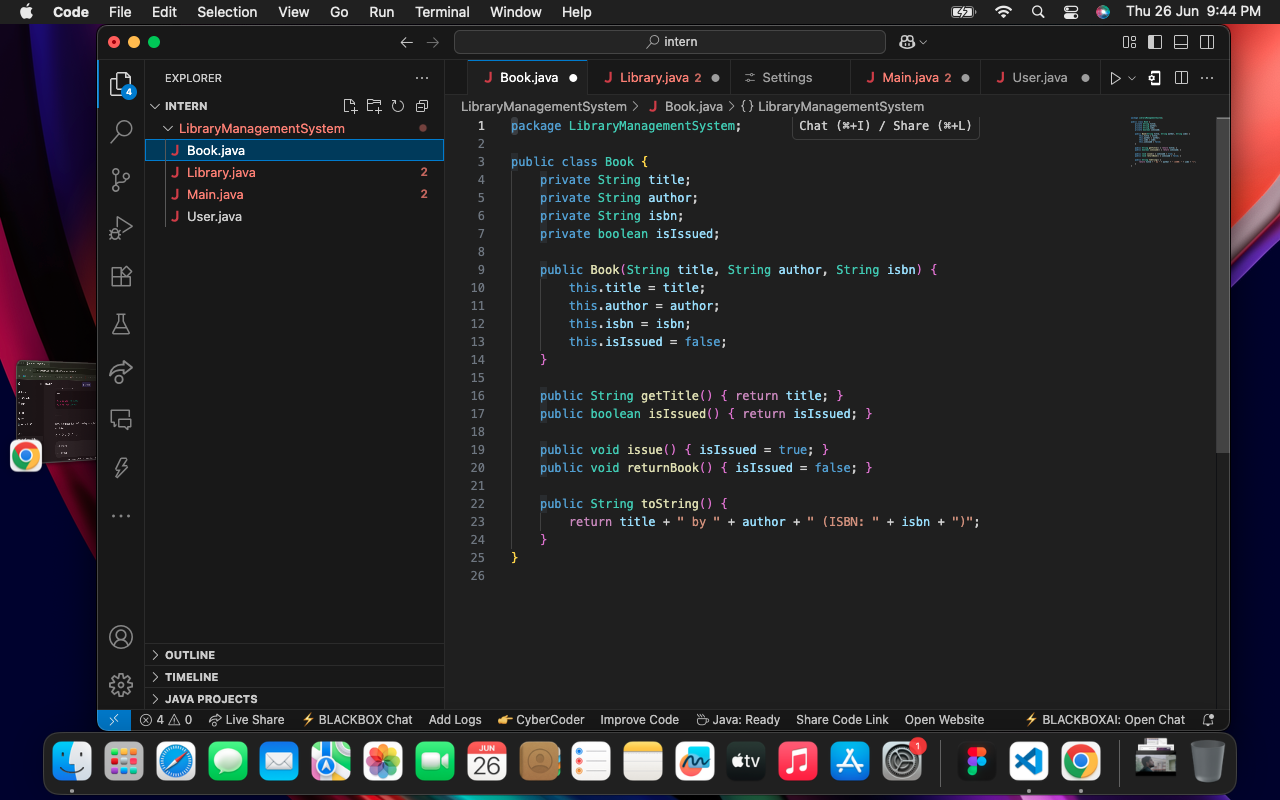 Code File Edit Selection View Go Run Terminal Window Help Thu 26 Jun 9:44 PM
intern
EXPLORER
INTERN
LibraryManagementSystem
Book.java
Library.java 2
Main.java 2
User.java
4
OUTLINE
TIMELINE
JAVA PROJECTS
Book.java Library.java 2 Settings Main.java 2 User.java
LibraryManagementSystem > Book.java > {} LibraryManagementSystem
Chat (⌘+I) / Share (⌘+L)
1 package LibraryManagementSystem;
2
3 public class Book {
4 private String title;
5 private String author;
6 private String isbn;
7 private boolean isIssued;
8
9 public Book(String title, String author, String isbn) {
10 this.title = title;
11 this.author = author;
12 this.isbn = isbn;
13 this.isIssued = false;
14 }
15
16 public String getTitle() { return title; }
17 public boolean isIssued() { return isIssued; }
18
19 public void issue() { isIssued = true; }
20 public void returnBook() { isIssued = false; }
21
22 public String toString() {
23 return title + " by " + author + " (ISBN: " + isbn + ")";
24 }
25 }
26
4 0 Live Share BLACKBOX Chat Add Logs CyberCoder Improve Code Java: Ready Share Code Link Open Website BLACKBOXAI: Open Chat
JUN
26
tv
1